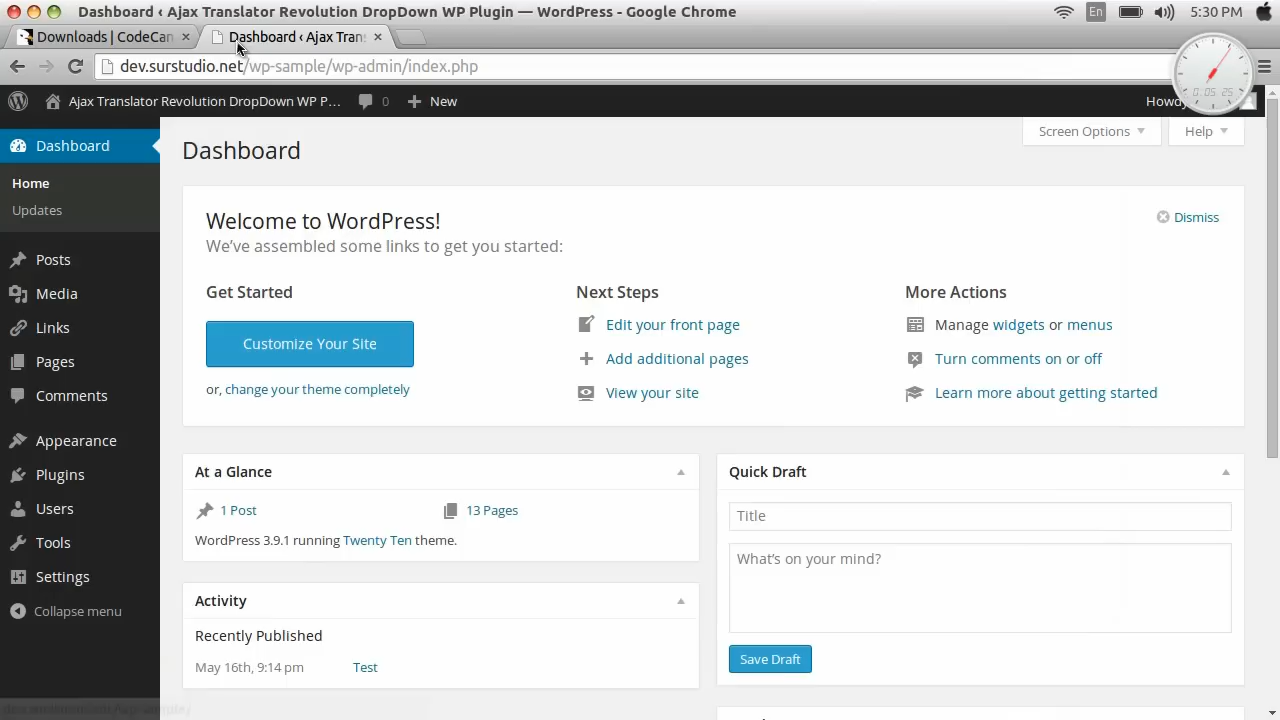 Dashboard ‹ Ajax Translator Revolution DropDown WP Plugin — WordPress - Google Chrome
En
5:30 PM
Downloads | CodeCan
Dashboard ‹ Ajax Tran
dev.surstudio.net/wp-sample/wp-admin/index.php
0:05 25
Ajax Translator Revolution DropDown WP P…
0
New
Howdy
Dashboard
Home
Updates
Posts
Media
Links
Pages
Comments
Appearance
Plugins
Users
Tools
Settings
Collapse menu
Screen Options
Help
Dashboard
Welcome to WordPress!
We've assembled some links to get you started:
Dismiss
Get Started
Customize Your Site
or, change your theme completely
Next Steps
Edit your front page
Add additional pages
View your site
More Actions
Manage widgets or menus
Turn comments on or off
Learn more about getting started
At a Glance
1 Post
13 Pages
WordPress 3.9.1 running Twenty Ten theme.
Activity
Recently Published
May 16th, 9:14 pm
Test
Quick Draft
Title
What's on your mind?
Save Draft